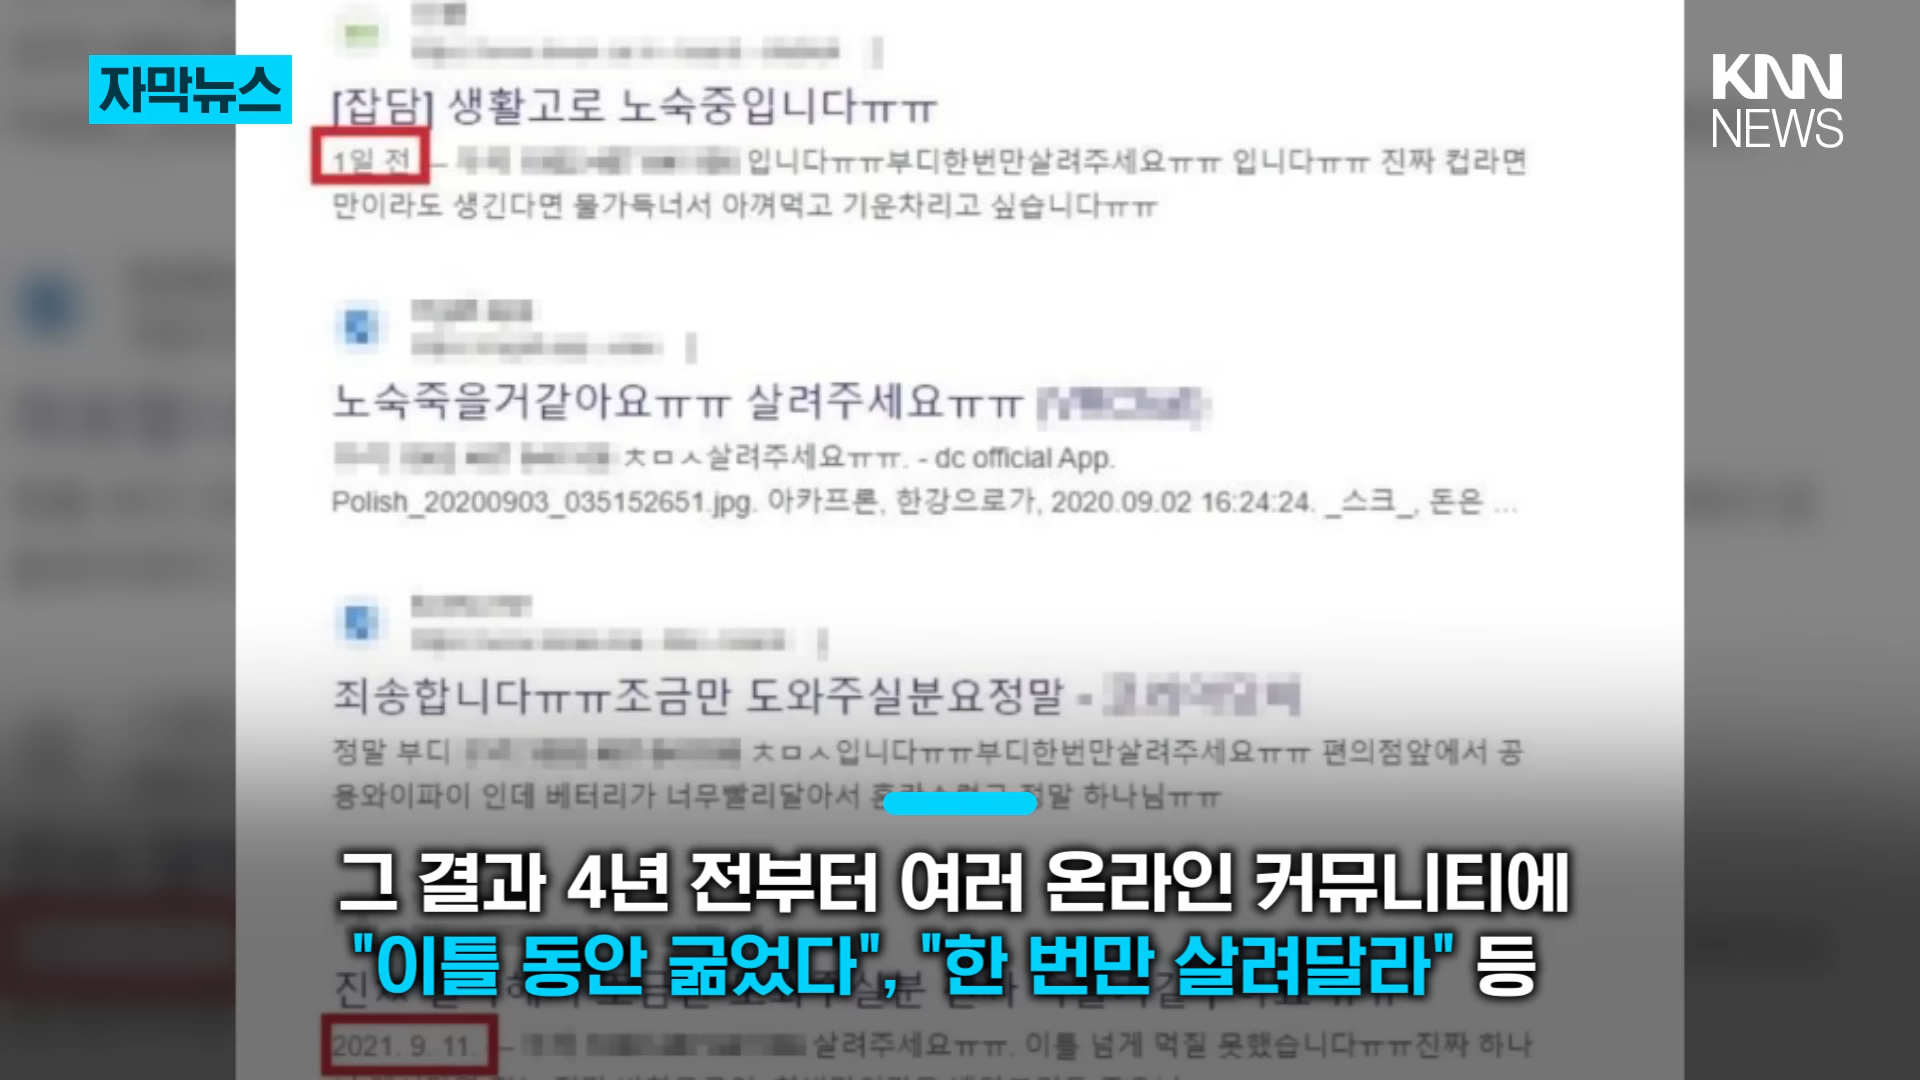 자막뉴스
KNN
NEWS
[잡담] 생활고로 노숙중입니다ㅠㅠ
1일 전 – 입니다ㅠㅠ부디한번만살려주세요ㅠㅠ 입니다ㅠㅠ 진짜 컵라면
만이라도 생긴다면 물가득너서 아껴먹고 기운차리고 싶습니다ㅠㅠ
노숙죽을거같아요ㅠㅠ 살려주세요ㅠㅠ
ㅊㅁㅅ살려주세요ㅠㅠ. - dc official App.
Polish_20200903_035152651.jpg. 아카프론, 한강으로가, 2020.09.02 16:24:24. _스크_, 돈은 ...
죄송합니다ㅠㅠ조금만 도와주실분요정말 -
정말 부디 ㅊㅁㅅ입니다ㅠㅠ부디한번만살려주세요ㅠㅠ 편의점앞에서 공
용와이파이 인데 베터리가 너무빨리달아서 정말 하나님ㅠㅠ
그 결과 4년 전부터 여러 온라인 커뮤니티에
"이틀 동안 굶었다", "한 번만 살려달라" 등
2021. 9. 11. – 살려주세요ㅠㅠ. 이틀 넘게 먹질 못했습니다ㅠㅠ진짜 하나